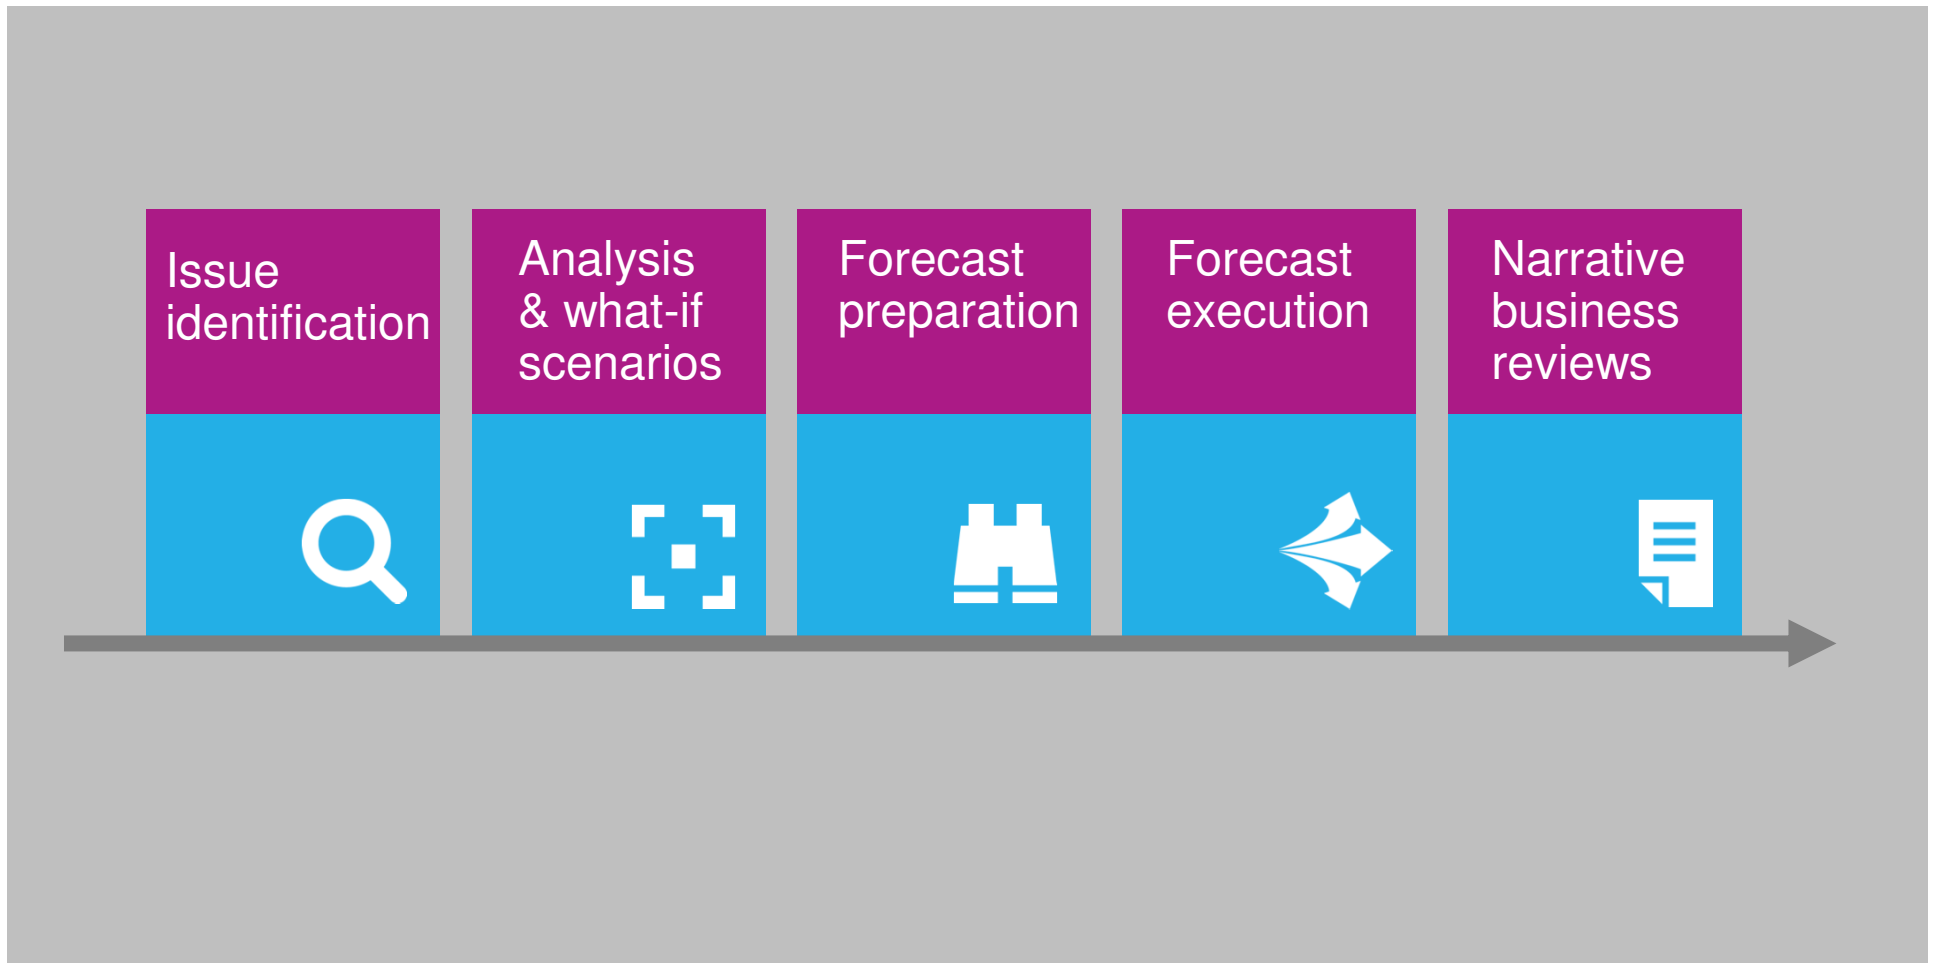 Issue
identification
Analysis
& what-if
scenarios
Forecast
preparation
Forecast
execution
Narrative
business
reviews